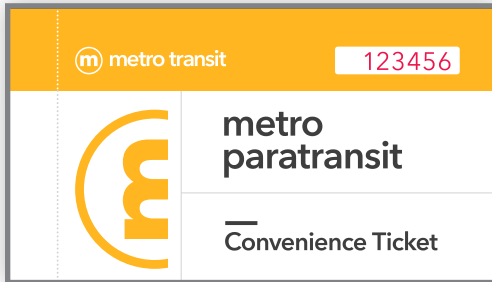 m metro transit
123456
metro
paratransit
m
Convenience Ticket